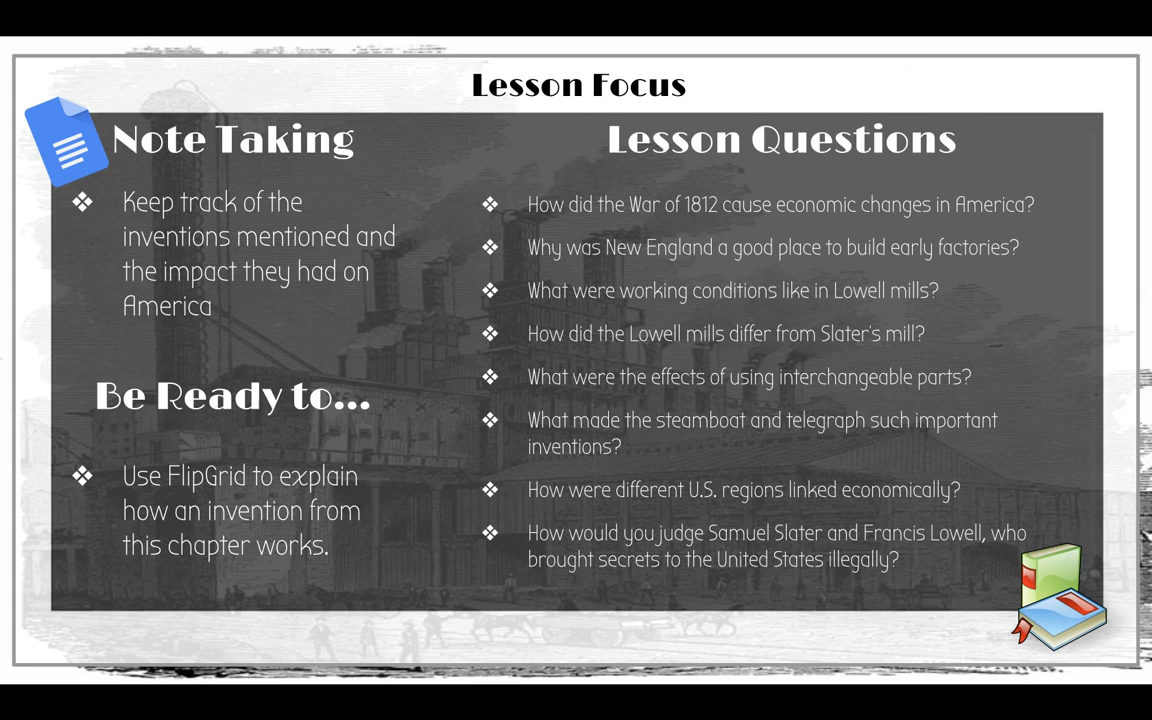 Lesson Focus
Note Taking
❖ Keep track of the
inventions mentioned and
the impact they had on
America
Be Ready to...
❖ Use FlipGrid to explain
how an invention from
this chapter works.
Lesson Questions
❖ How did the War of 1812 cause economic changes in America?
❖ Why was New England a good place to build early factories?
❖ What were working conditions like in Lowell mills?
❖ How did the Lowell mills differ from Slater's mill?
❖ What were the effects of using interchangeable parts?
❖ What made the steamboat and telegraph such important
inventions?
❖ How were different U.S. regions linked economically?
❖ How would you judge Samuel Slater and Francis Lowell, who
brought secrets to the United States illegally?